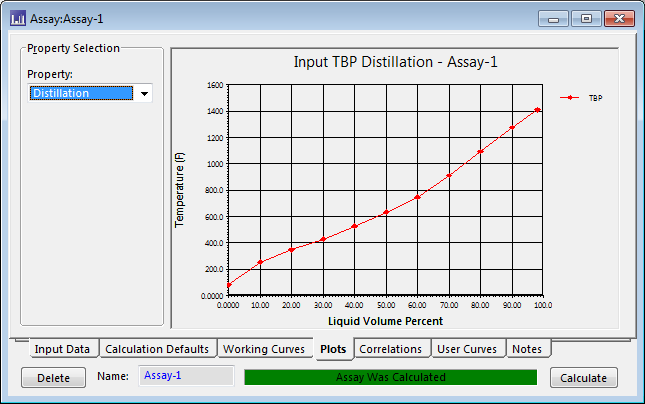 Assay:Assay-1
Property Selection
Property:
Distillation
Input TBP Distillation - Assay-1
TBP
Temperature (F)
1600
1400
1200
1000
800.0
600.0
400.0
200.0
0.0000
0.0000 10.00 20.00 30.00 40.00 50.00 60.00 70.00 80.00 90.00 100.0
Liquid Volume Percent
Input Data Calculation Defaults Working Curves Plots Correlations User Curves Notes
Delete Name: Assay-1 Assay Was Calculated Calculate